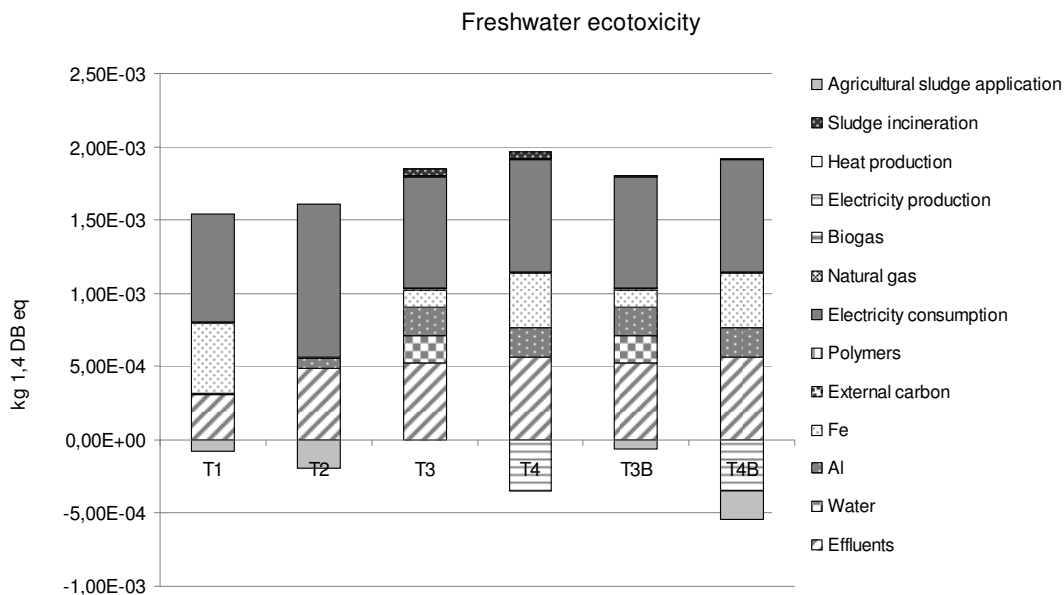 Freshwater ecotoxicity
kg 1,4 DB eq
2,50E-03
2,00E-03
1,50E-03
1,00E-03
5,00E-04
0,00E+00
-5,00E-04
-1,00E-03
T1
T2
T3
T4
T3B
T4B
Agricultural sludge application
Sludge incineration
Heat production
Electricity production
Biogas
Natural gas
Electricity consumption
Polymers
External carbon
Fe
Al
Water
Effluents